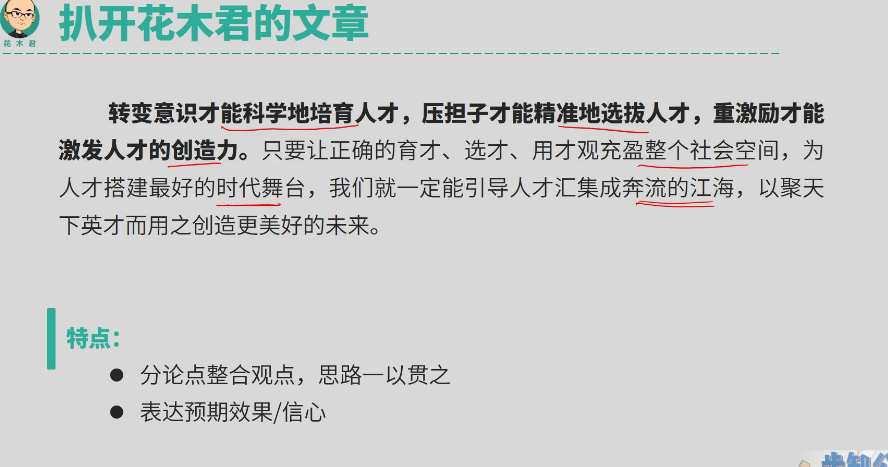 扒开花木君的文章
花木君
转变意识才能科学地培育人才，压担子才能精准地选拔人才，重激励才能
激发人才的创造力。只要让正确的育才、选才、用才观充盈整个社会空间，为
人才搭建最好的时代舞台，我们就一定能引导人才汇集成奔流的江海，以聚天
下英才而用之创造更美好的未来。
特点：
分论点整合观点，思路一以贯之
表达预期效果/信心